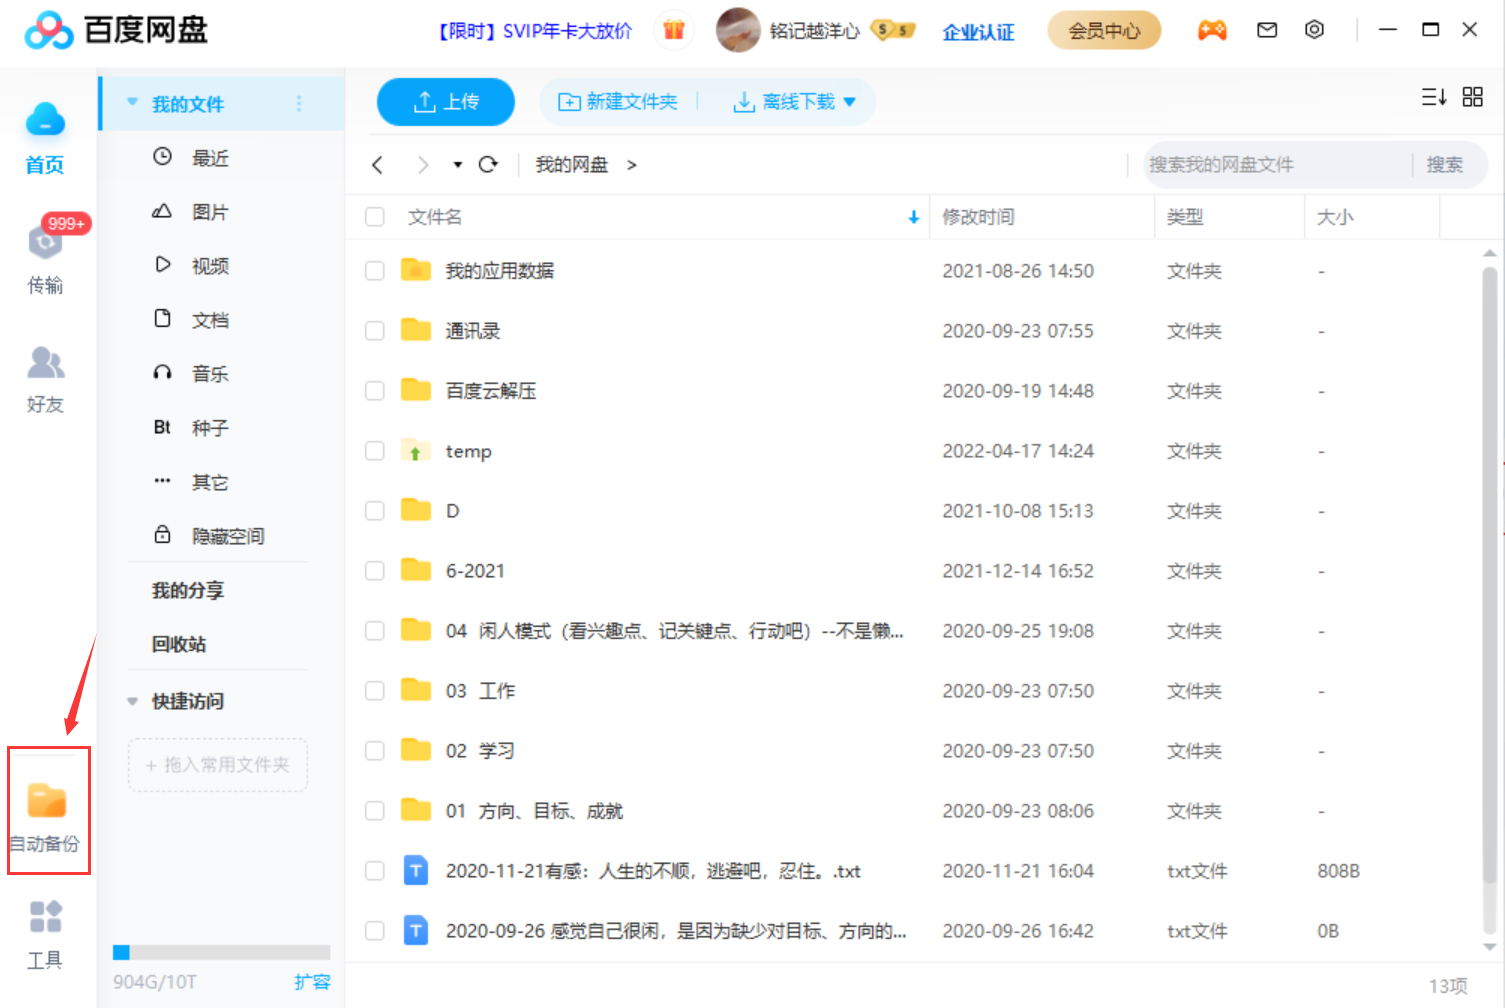 百度网盘
【限时】SVIP年卡大放价
铭记越洋心
S 5
企业认证
会员中心
首页
999+
传输
好友
自动备份
工具
我的文件
最近
图片
视频
文档
音乐
Bt 种子
其它
隐藏空间
我的分享
回收站
快捷访问
+ 拖入常用文件夹
904G/10T 扩容
上传
新建文件夹
离线下载
我的网盘 >
搜索我的网盘文件 搜索
文件名 修改时间 类型 大小
我的应用数据 2021-08-26 14:50 文件夹 -
通讯录 2020-09-23 07:55 文件夹 -
百度云解压 2020-09-19 14:48 文件夹 -
temp 2022-04-17 14:24 文件夹 -
D 2021-10-08 15:13 文件夹 -
6-2021 2021-12-14 16:52 文件夹 -
04 闲人模式（看兴趣点、记关键点、行动吧）--不是懒... 2020-09-25 19:08 文件夹 -
03 工作 2020-09-23 07:50 文件夹 -
02 学习 2020-09-23 07:50 文件夹 -
01 方向、目标、成就 2020-09-23 08:06 文件夹 -
T 2020-11-21有感：人生的不顺，逃避吧，忍住。.txt 2020-11-21 16:04 txt文件 808B
T 2020-09-26 感觉自己很闲，是因为缺少对目标、方向的... 2020-09-26 16:42 txt文件 0B
13项